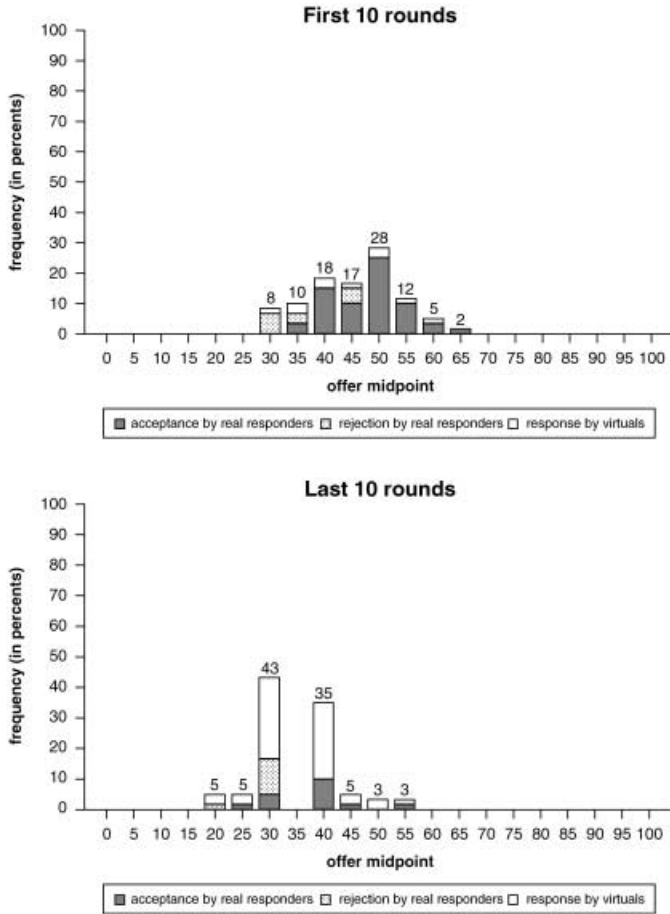 First 10 rounds
frequency (in percents)
100
90
80
70
60
50
40
30
20
10
0
8 10 18 17 28 12 5 2
0 5 10 15 20 25 30 35 40 45 50 55 60 65 70 75 80 85 90 95 100
offer midpoint
acceptance by real responders rejection by real responders response by virtuals
Last 10 rounds
frequency (in percents)
100
90
80
70
60
50
40
30
20
10
0
5 5 43 35 5 3 3
0 5 10 15 20 25 30 35 40 45 50 55 60 65 70 75 80 85 90 95 100
offer midpoint
acceptance by real responders rejection by real responders response by virtuals